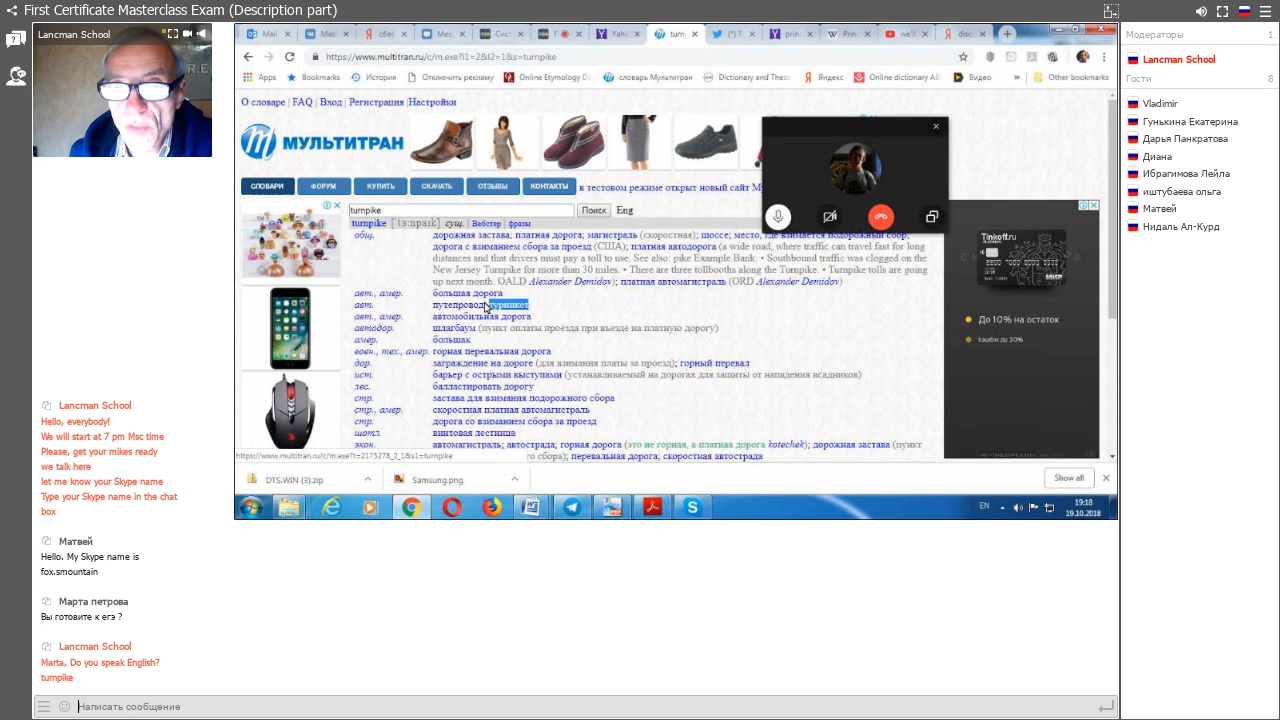 First Certificate Masterclass Exam (Description part)
Lancman School
Lancman School
Hello, everybody!
We will start at 7 pm Msc time
Please, get your mikes ready
we talk here
let me know your Skype name
Type your Skype name in the chat
box
Матвей
Hello. My Skype name is
fox.smountain
Марта петрова
Вы готовите к егэ ?
Lancman School
Marta, Do you speak English?
turnpike
Написать сообщение
https://www.multitran.ru/c/m.exe?l1=2&l2=1&s=turnpike
Apps
Bookmarks
История
Отключить рекламу
Online Etymology D
словарь Мультитран
Dictionary and Thesa
Яндекс
Online dictionary AB
Видео
»
Other bookmarks
О словаре | FAQ | Вход | Регистрация |Настройки
МУЛЬТИТРАН
СЛОВАРИ ФОРУМ КУПИТЬ СКАЧАТЬ ОТЗЫВЫ КОНТАКТЫ
в тестовом режиме открыт новый сайт
turnpike Поиск Eng
turnpike ['tɜ:npaɪk] сущ. | Вебстер | фразы
общ. дорожная застава; платная дорога; магистраль (скоростная); шоссе; место, где взимается подорожный сбор;
дорога с взиманием сбора за проезд (США); платная автодорога (a wide road, where traffic can travel fast for long
distances and that drivers must pay a toll to use. See also: pike Example Bank: • Southbound traffic was clogged on the
New Jersey Turnpike for more than 30 miles. • There are three tollbooths along the Turnpike. • Turnpike tolls are going
up next month. OALD Alexander Demidov); платная автомагистраль (ORD Alexander Demidov)
авт., амер. большая дорога
авт. путепровод; турникет
авт., амер. автомобильная дорога
автодор. шлагбаум (пункт оплаты проезда при въезде на платную дорогу)
амер. большак
воен., тех., амер. горная перевальная дорога
дор. заграждение на дороге (для взимания платы за проезд); горный перевал
ист. барьер с острыми выступами (устанавливаемый на дорогах для защиты от нападения всадников)
лес. балластировать дорогу
стр. застава для взимания подорожного сбора
стр., амер. скоростная платная автомагистраль
стр. дорога со взиманием сбора за проезд
шотл. винтовая лестница
экон. автомагистраль; автострада; горная дорога (это не горная, а платная дорога kotechek); дорожная застава (пункт
https://www.multitran.ru/c/m.exe?t=2175278_2_1&s1=turnpike
о сбора); перевальная дорога; скоростная автострада
Tinkoff.ru
PLATINUM
МИР
До 10% на остаток
Кэшбэк до 30%
DTS.WIN (3).zip
Samsung.png
Show all
EN
19:18
19.10.2018
Модераторы 1
Lancman School
Гости 8
Vladimir
Гунькина Екатерина
Дарья Панкратова
Диана
Ибрагимова Лейла
иштубаева ольга
Матвей
Нидаль Ал-Курд